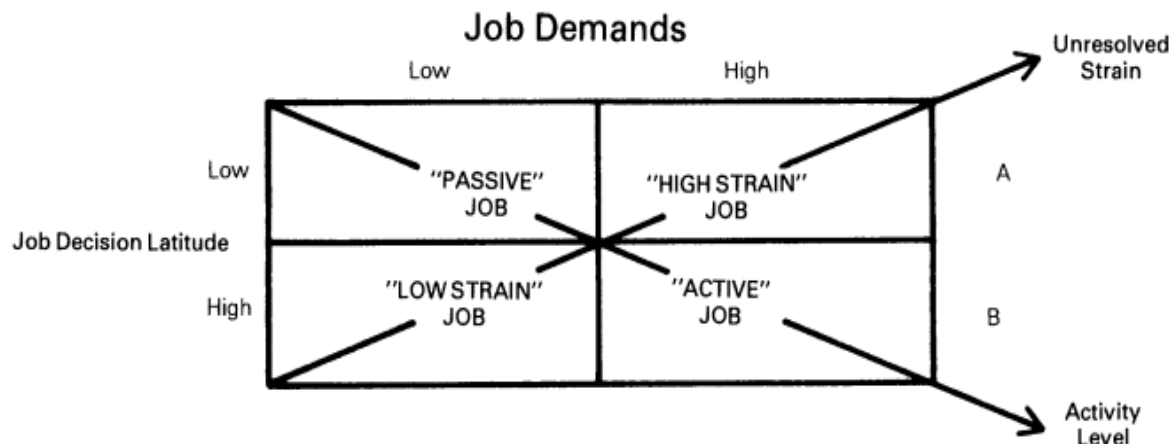 Job Demands
Low
High
Unresolved
Strain
Low
"PASSIVE"
JOB
"HIGH STRAIN"
JOB
A
Job Decision Latitude
High
"LOW STRAIN"
JOB
"ACTIVE"
JOB
B
Activity
Level